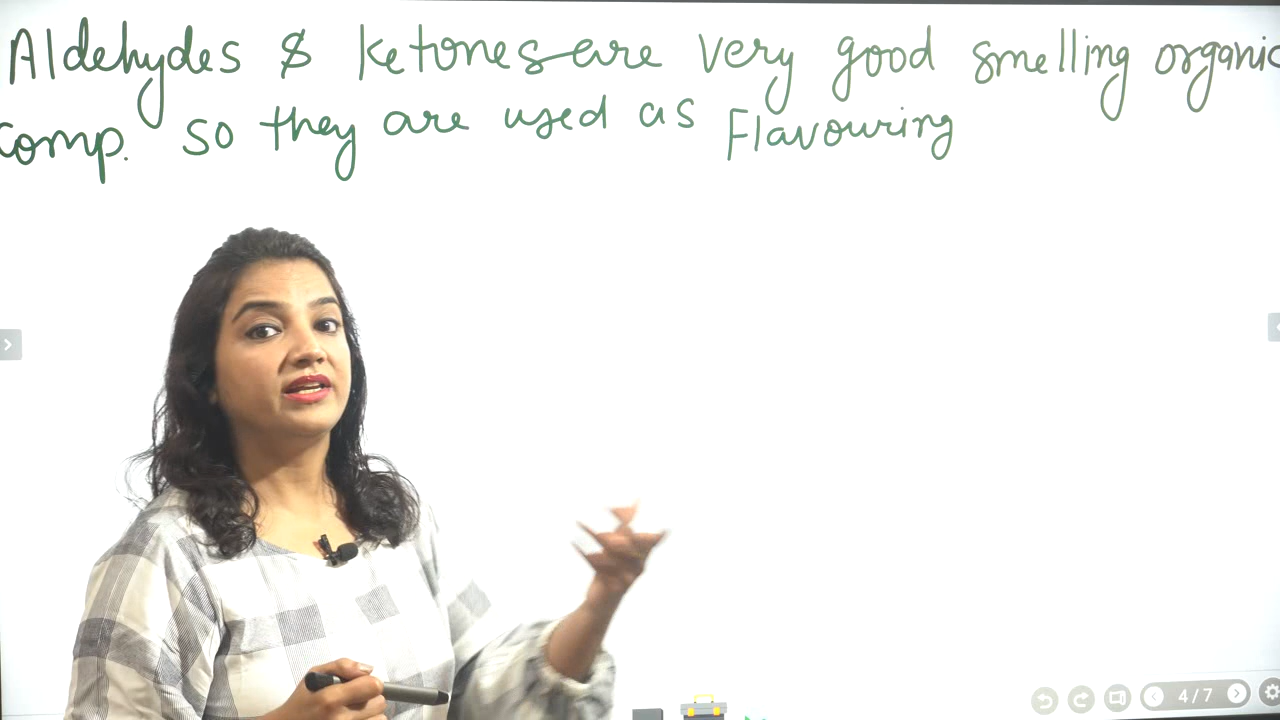 Aldehydes & ketones are very good smelling organic
comp. so they are used as Flavouring
4/7